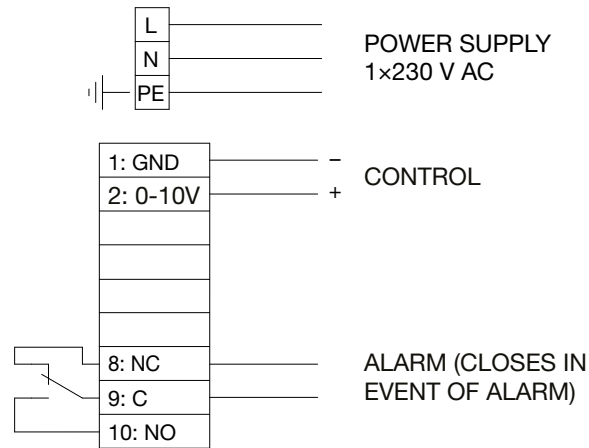 L
N
PE
POWER SUPPLY
1×230 V AC
1: GND
2: 0-10V
–
+
CONTROL
8: NC
9: C
10: NO
ALARM (CLOSES IN
EVENT OF ALARM)